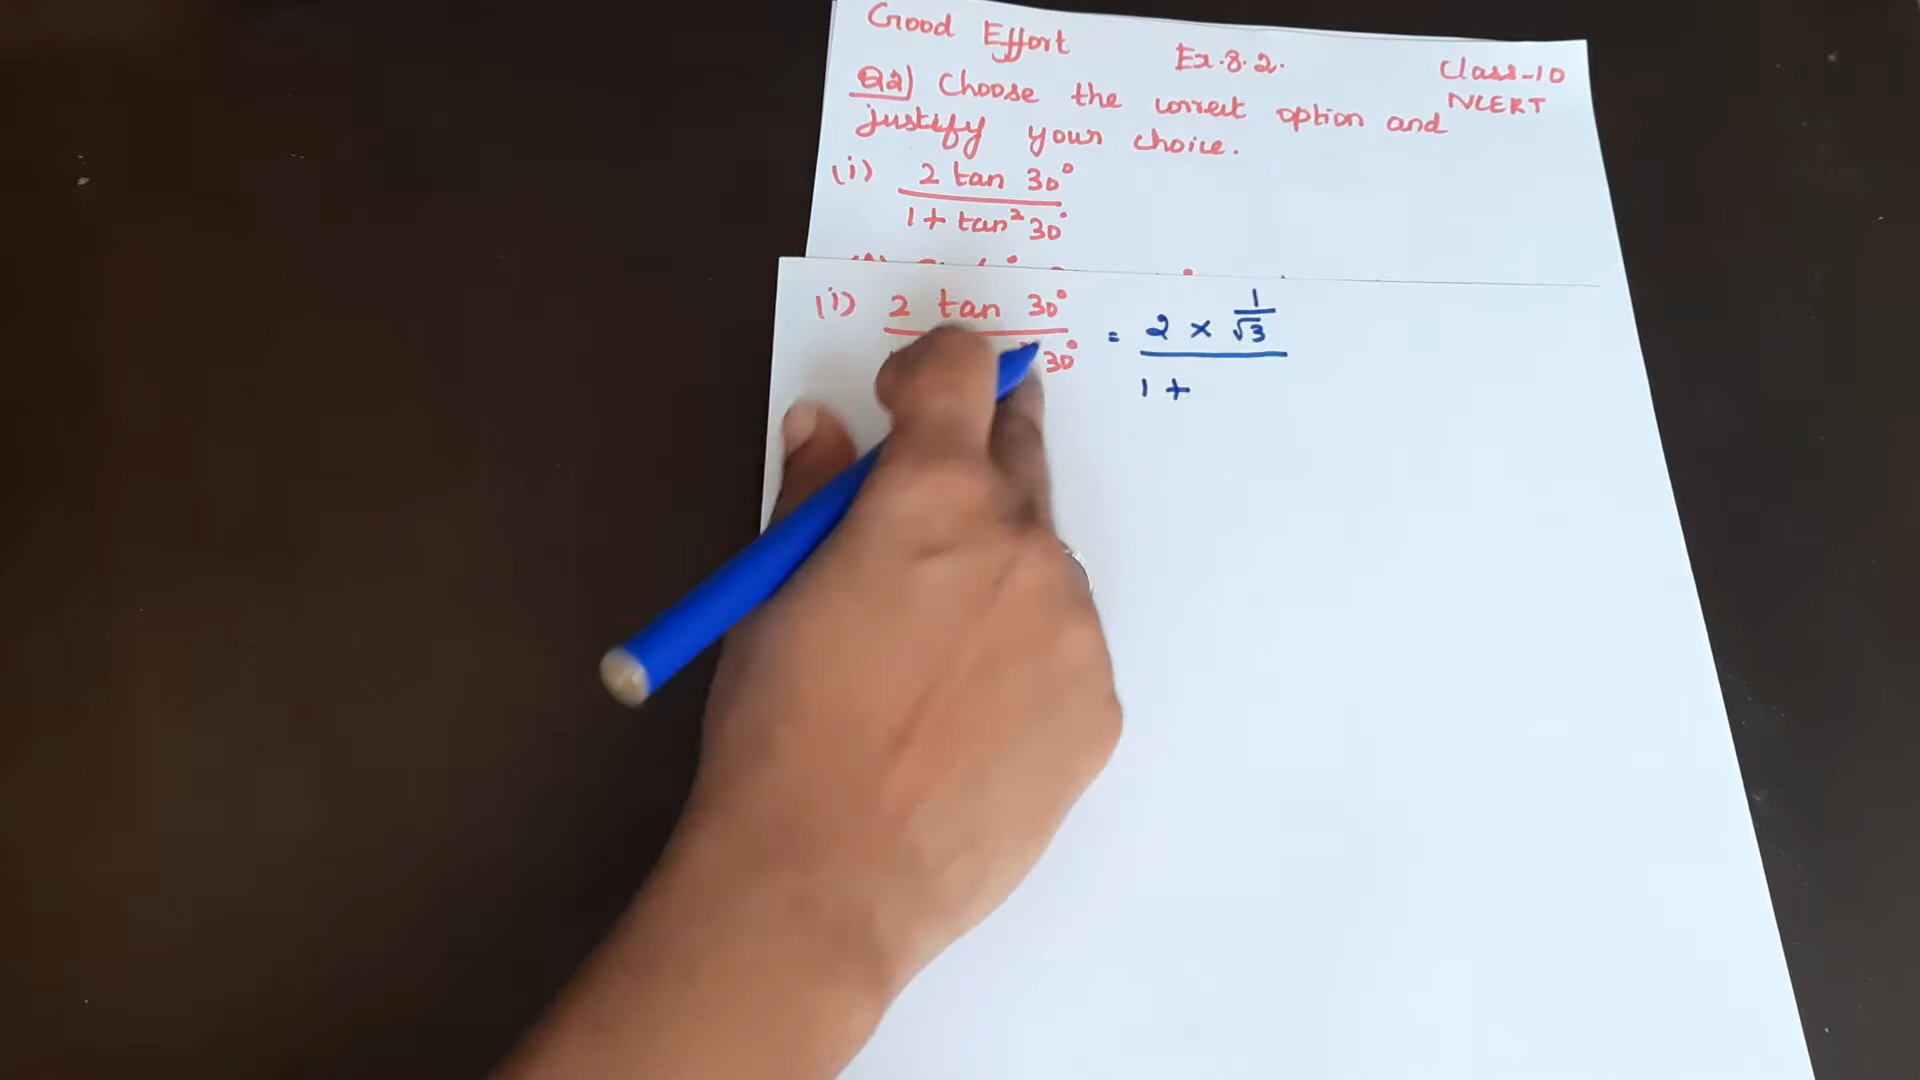 Good Effort Ex.8.2. Class-10
NCERT
Q2) Choose the correct option and
justify your choice.
(i) 2 tan 30°
1 + tan² 30°
(i) 2 tan 30° = 2 × 1/√3
30° 1 +